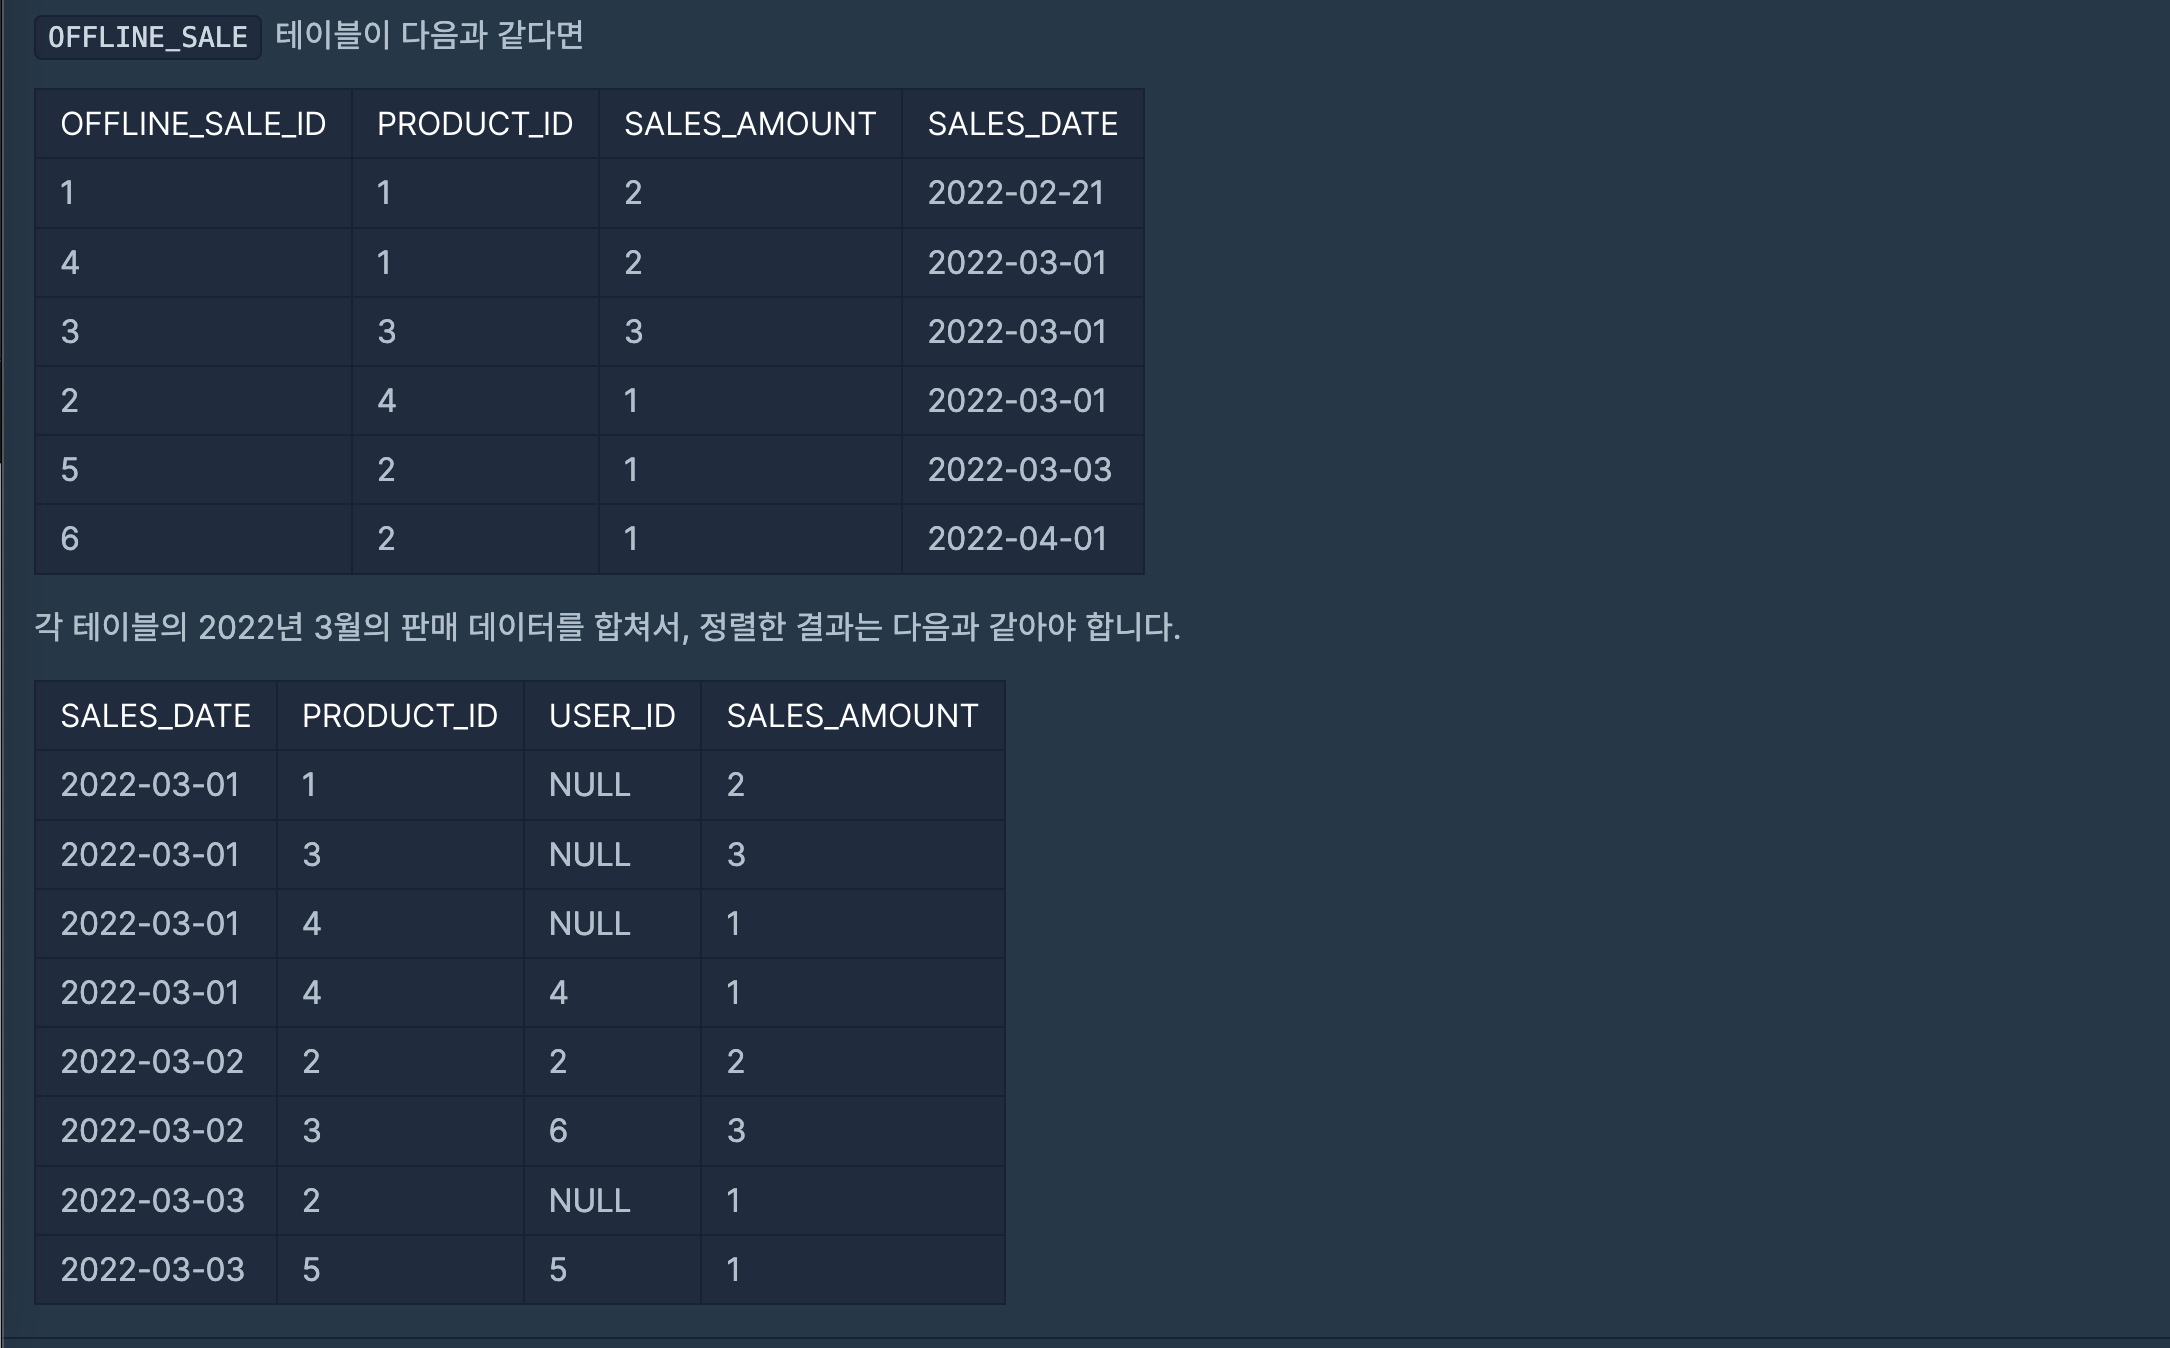 OFFLINE_SALE 테이블이 다음과 같다면
OFFLINE_SALE_ID PRODUCT_ID SALES_AMOUNT SALES_DATE
1 1 2 2022-02-21
4 1 2 2022-03-01
3 3 3 2022-03-01
2 4 1 2022-03-01
5 2 1 2022-03-03
6 2 1 2022-04-01
각 테이블의 2022년 3월의 판매 데이터를 합쳐서, 정렬한 결과는 다음과 같아야 합니다.
SALES_DATE PRODUCT_ID USER_ID SALES_AMOUNT
2022-03-01 1 NULL 2
2022-03-01 3 NULL 3
2022-03-01 4 NULL 1
2022-03-01 4 4 1
2022-03-02 2 2 2
2022-03-02 3 6 3
2022-03-03 2 NULL 1
2022-03-03 5 5 1